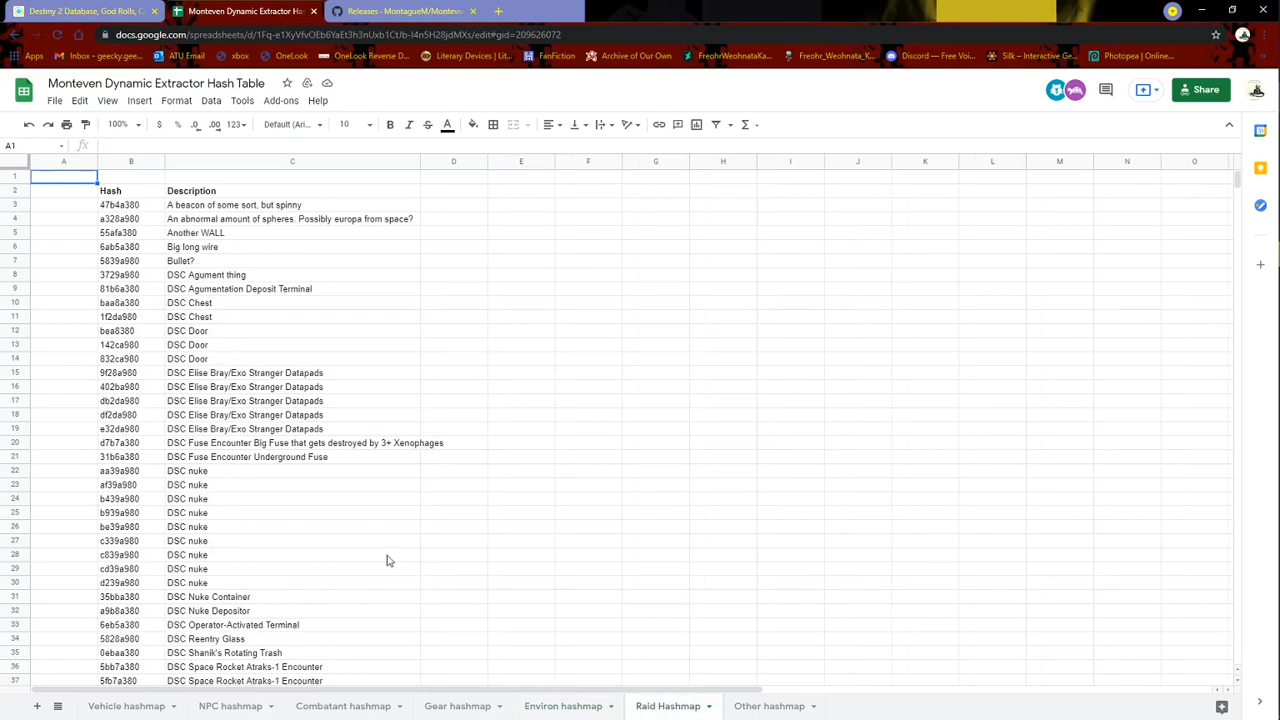 Destiny 2 Database, God Rolls, C
Monteven Dynamic Extractor Has
Releases - MontagueM/Monteve
docs.google.com/spreadsheets/d/1Fq-e1XyYvfOEb6YaEt3h3nUxb1CtUb-I4n5H28jdMXs/edit#gid=209626072
Apps Inbox - geecky.gee... ATU Email xbox OneLook OneLook Reverse D... Literary Devices | Lit... FanFiction Archive of Our Own FreohrWeohnataKa... Freohr_Weohnata_K... Discord — Free Voi... Silk – Interactive Ge... Photopea | Online...
Monteven Dynamic Extractor Hash Table
Share
File Edit View Insert Format Data Tools Add-ons Help
100% $ % .0 .00 123 Default (Ari... 10 B I S A
A1 fx
A B C D E F G H I J K L M N O
1
2 Hash Description
3 47b4a380 A beacon of some sort, but spinny
4 a328a980 An abnormal amount of spheres. Possibly europa from space?
5 55afa380 Another WALL
6 6ab5a380 Big long wire
7 5839a980 Bullet?
8 3729a980 DSC Agument thing
9 81b6a380 DSC Agumentation Deposit Terminal
10 baa8a380 DSC Chest
11 1f2da980 DSC Chest
12 bea8380 DSC Door
13 142ca980 DSC Door
14 832ca980 DSC Door
15 9f28a980 DSC Elise Bray/Exo Stranger Datapads
16 402ba980 DSC Elise Bray/Exo Stranger Datapads
17 db2da980 DSC Elise Bray/Exo Stranger Datapads
18 df2da980 DSC Elise Bray/Exo Stranger Datapads
19 e32da980 DSC Elise Bray/Exo Stranger Datapads
20 d7b7a380 DSC Fuse Encounter Big Fuse that gets destroyed by 3+ Xenophages
21 31b6a380 DSC Fuse Encounter Underground Fuse
22 aa39a980 DSC nuke
23 af39a980 DSC nuke
24 b439a980 DSC nuke
25 b939a980 DSC nuke
26 be39a980 DSC nuke
27 c339a980 DSC nuke
28 c839a980 DSC nuke
29 cd39a980 DSC nuke
30 d239a980 DSC nuke
31 35bba380 DSC Nuke Container
32 a9b8a380 DSC Nuke Depositor
33 6eb5a380 DSC Operator-Activated Terminal
34 5828a980 DSC Reentry Glass
35 0ebaa380 DSC Shanik's Rotating Trash
36 5bb7a380 DSC Space Rocket Atraks-1 Encounter
37 5fb7a380 DSC Space Rocket Atraks-1 Encounter
Vehicle hashmap NPC hashmap Combatant hashmap Gear hashmap Environ hashmap Raid Hashmap Other hashmap